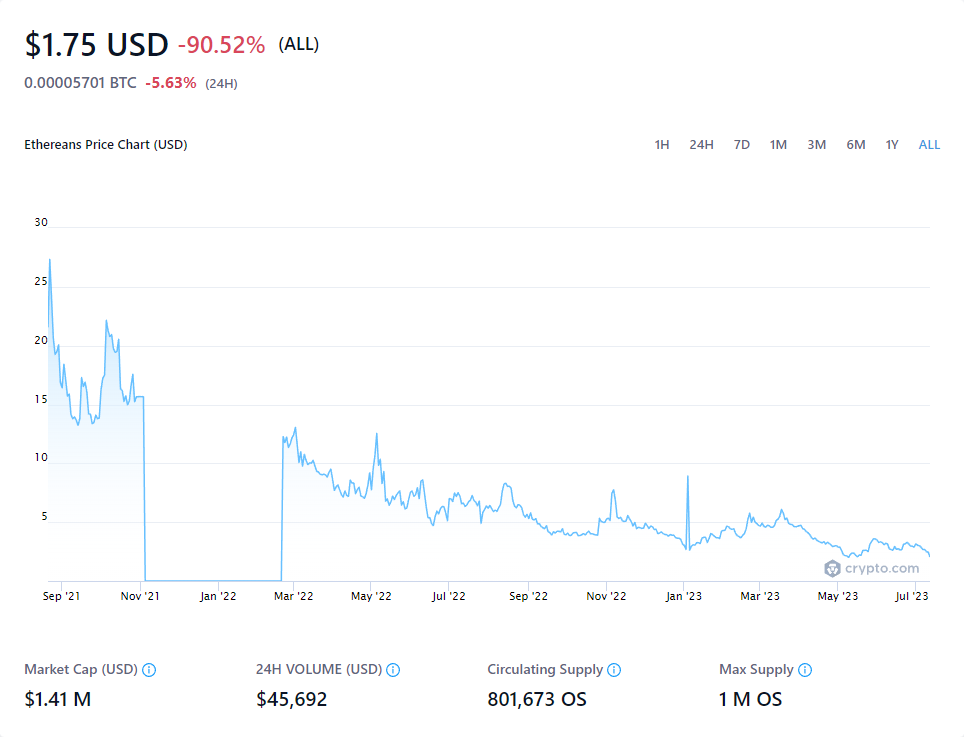 $1.75 USD -90.52% (ALL)
0.00005701 BTC -5.63% (24H)
Ethereans Price Chart (USD) 1H 24H 7D 1M 3M 6M 1Y ALL
30
25
20
15
10
5
crypto.com
Sep '21 Nov '21 Jan '22 Mar '22 May '22 Jul '22 Sep '22 Nov '22 Jan '23 Mar '23 May '23 Jul '23
Market Cap (USD) 24H VOLUME (USD) Circulating Supply Max Supply
$1.41 M $45,692 801,673 OS 1 M OS